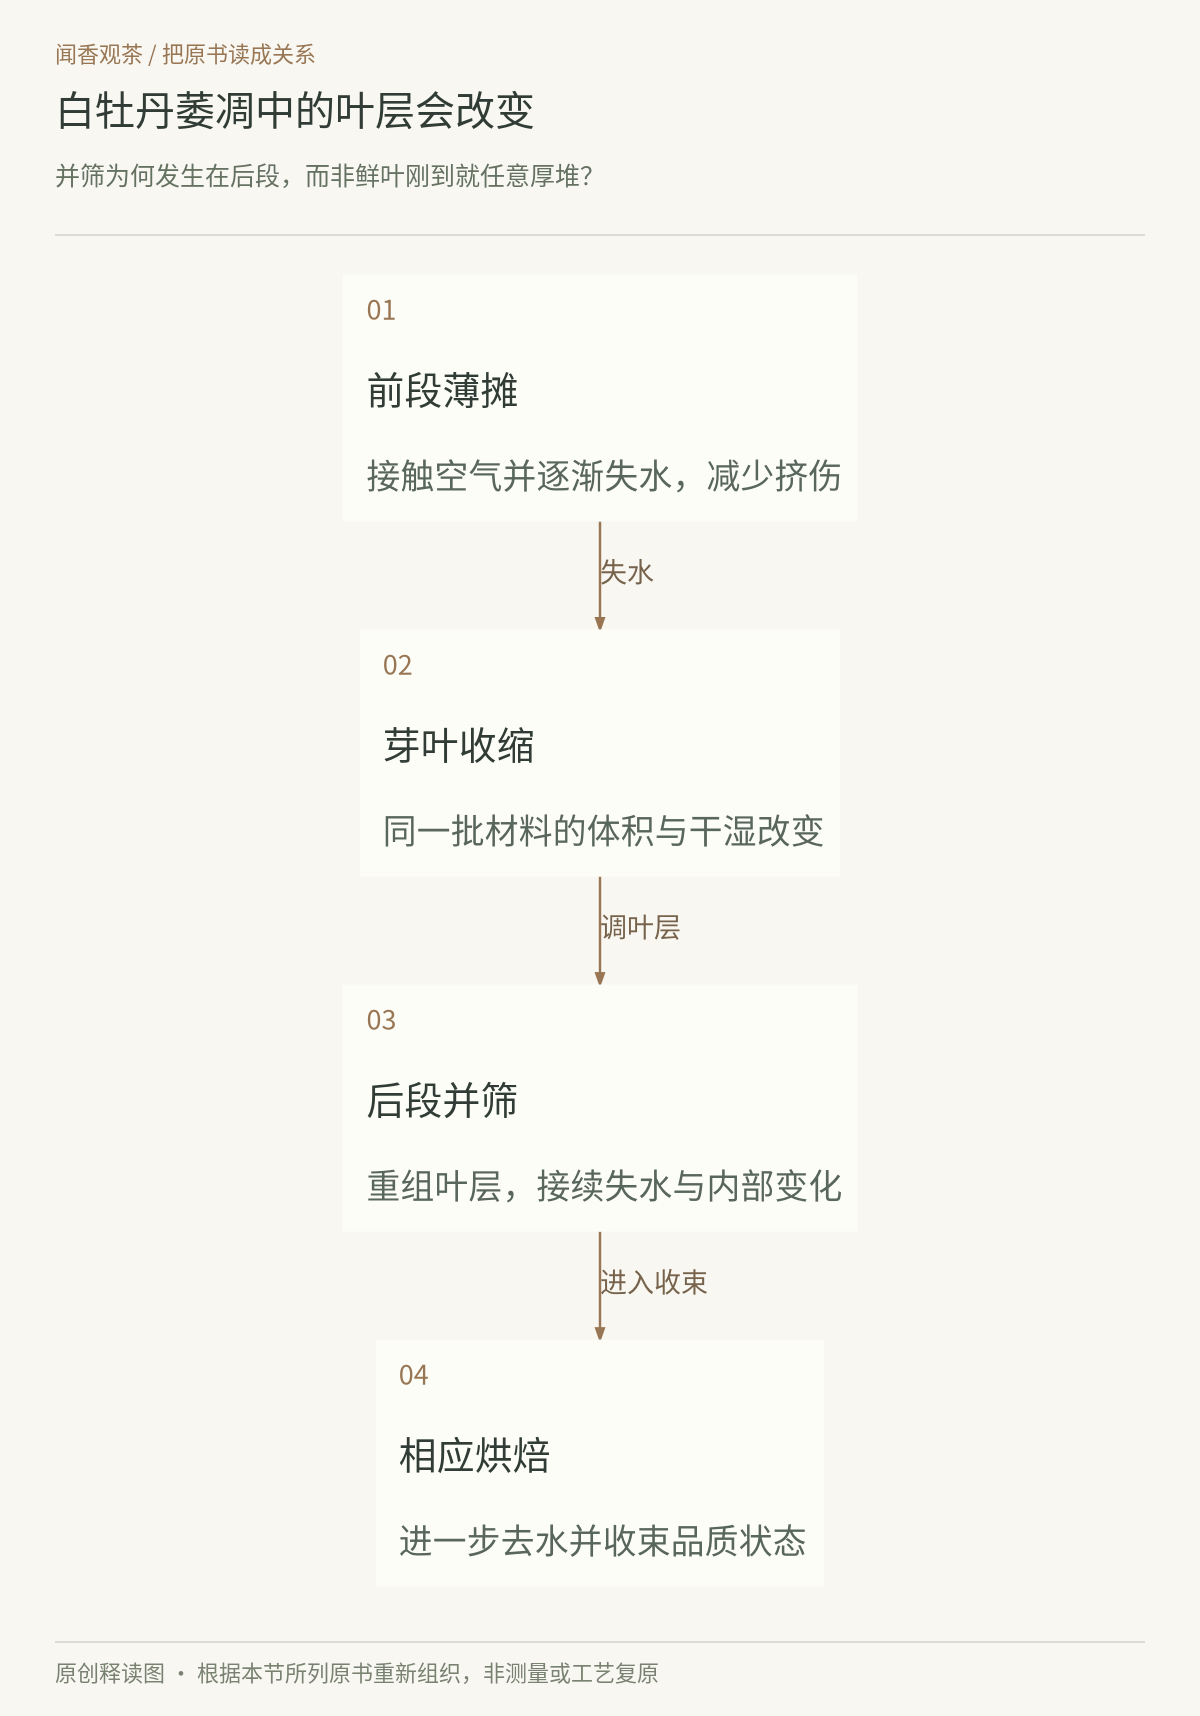 闻香观茶 / 把原书读成关系
白牡丹萎凋中的叶层会改变
并筛为何发生在后段，而非鲜叶刚到就任意厚堆？
01
前段薄摊
接触空气并逐渐失水，减少挤伤
失水
02
芽叶收缩
同一批材料的体积与干湿改变
调叶层
03
后段并筛
重组叶层，接续失水与内部变化
进入收束
04
相应烘焙
进一步去水并收束品质状态
原创释读图 · 根据本节所列原书重新组织，非测量或工艺复原